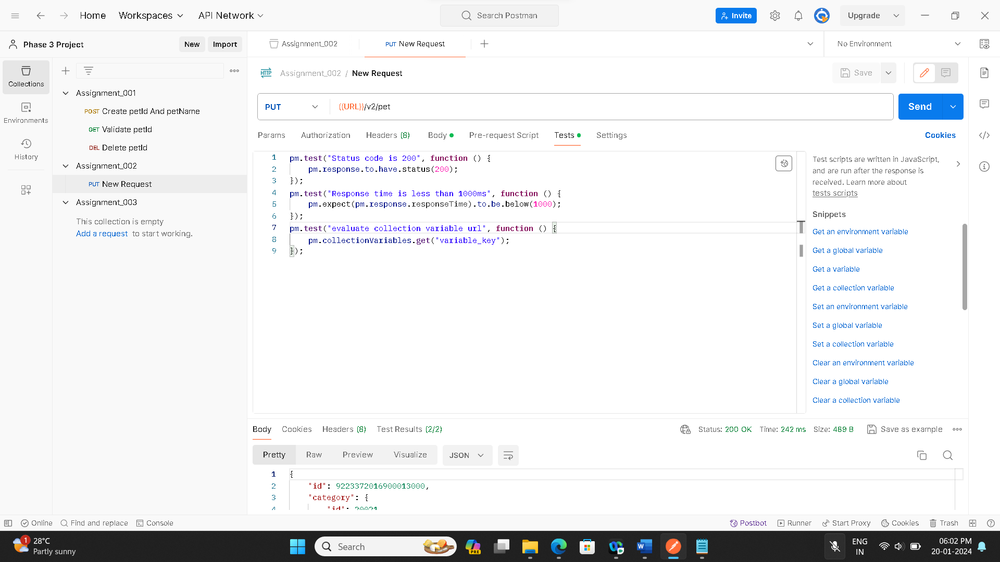 Home
Workspaces
API Network
Search Postman
Invite
Upgrade
Phase 3 Project
New
Import
Assignment_002
PUT New Request
No Environment
Collections
Environments
History
Assignment_001
POST Create petId And petName
GET Validate petId
DEL Delete petId
Assignment_002
PUT New Request
Assignment_003
This collection is empty
Add a request to start working.
HTTP Assignment_002 / New Request
Save
PUT
{{URL}}/v2/pet
Send
Params
Authorization
Headers (8)
Body
Pre-request Script
Tests
Settings
Cookies
1 pm.test("Status code is 200", function () {
2 pm.response.to.have.status(200);
3 });
4 pm.test("Response time is less than 1000ms", function () {
5 pm.expect(pm.response.responseTime).to.be.below(1000);
6 });
7 pm.test("evaluate collection variable url", function () {
8 pm.collectionVariables.get("variable_key");
9 });
Test scripts are written in JavaScript,
and are run after the response is
received. Learn more about
tests scripts
Snippets
Get an environment variable
Get a global variable
Get a variable
Get a collection variable
Set an environment variable
Set a global variable
Set a collection variable
Clear an environment variable
Clear a global variable
Clear a collection variable
Body
Cookies
Headers (8)
Test Results (2/2)
Status: 200 OK
Time: 242 ms
Size: 489 B
Save as example
Pretty
Raw
Preview
Visualize
JSON
1 {
2 "id": 9223372016900013000,
3 "category": {
4 "id": 20021
Online
Find and replace
Console
Postbot
Runner
Start Proxy
Cookies
Trash
1
28°C
Partly sunny
Search
PRE
W
ENG
IN
06:02 PM
20-01-2024